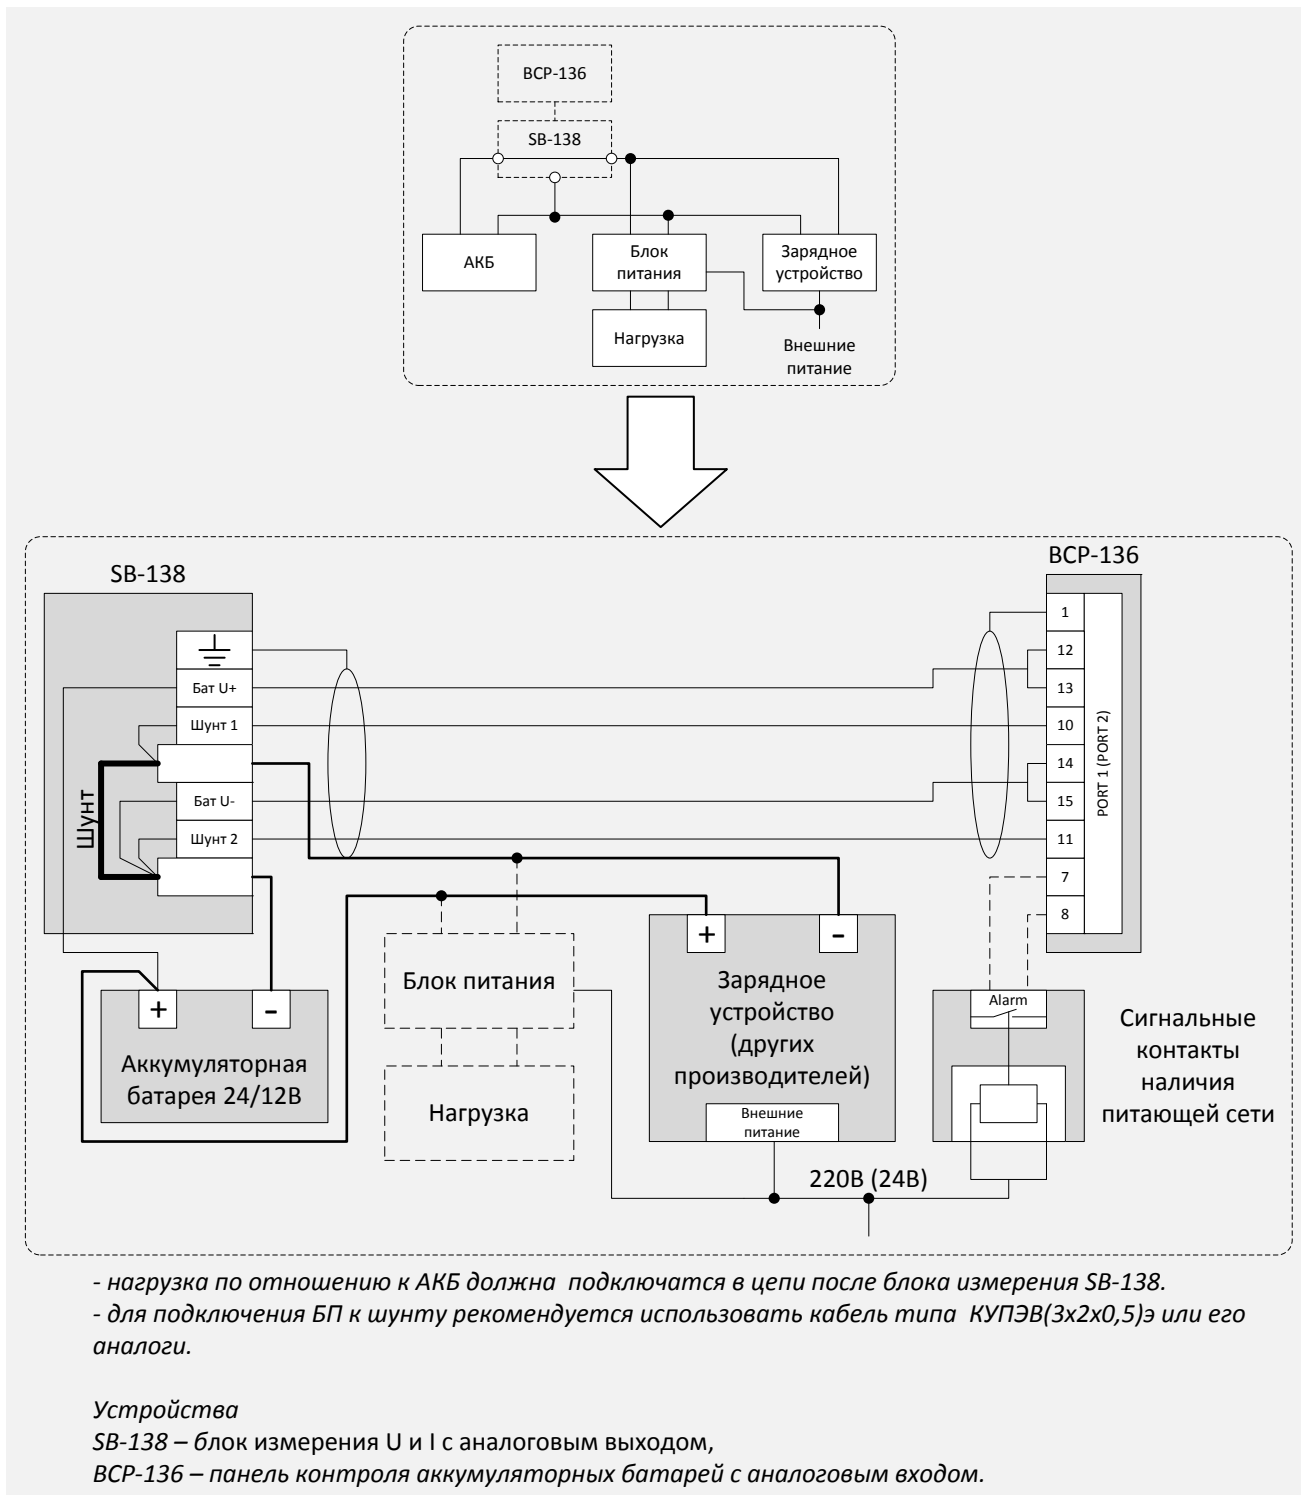 BCP-136
SB-138
АКБ
Блок
питания
Зарядное
устройство
Нагрузка
Внешние
питание
SB-138
BCP-136
Бат U+
Шунт 1
Бат U-
Шунт 2
Шунт
1
12
13
10
14
15
11
7
8
PORT 1 (PORT 2)
+
-
Аккумуляторная
батарея 24/12В
Блок питания
Нагрузка
+
-
Зарядное
устройство
(других
производителей)
Внешние
питание
Alarm
Сигнальные
контакты
наличия
питающей сети
220В (24В)
- нагрузка по отношению к АКБ должна подключатся в цепи после блока измерения SB-138.
- для подключения БП к шунту рекомендуется использовать кабель типа КУПЭВ(3х2х0,5)э или его
аналоги.
Устройства
SB-138 – блок измерения U и I с аналоговым выходом,
BCP-136 – панель контроля аккумуляторных батарей с аналоговым входом.